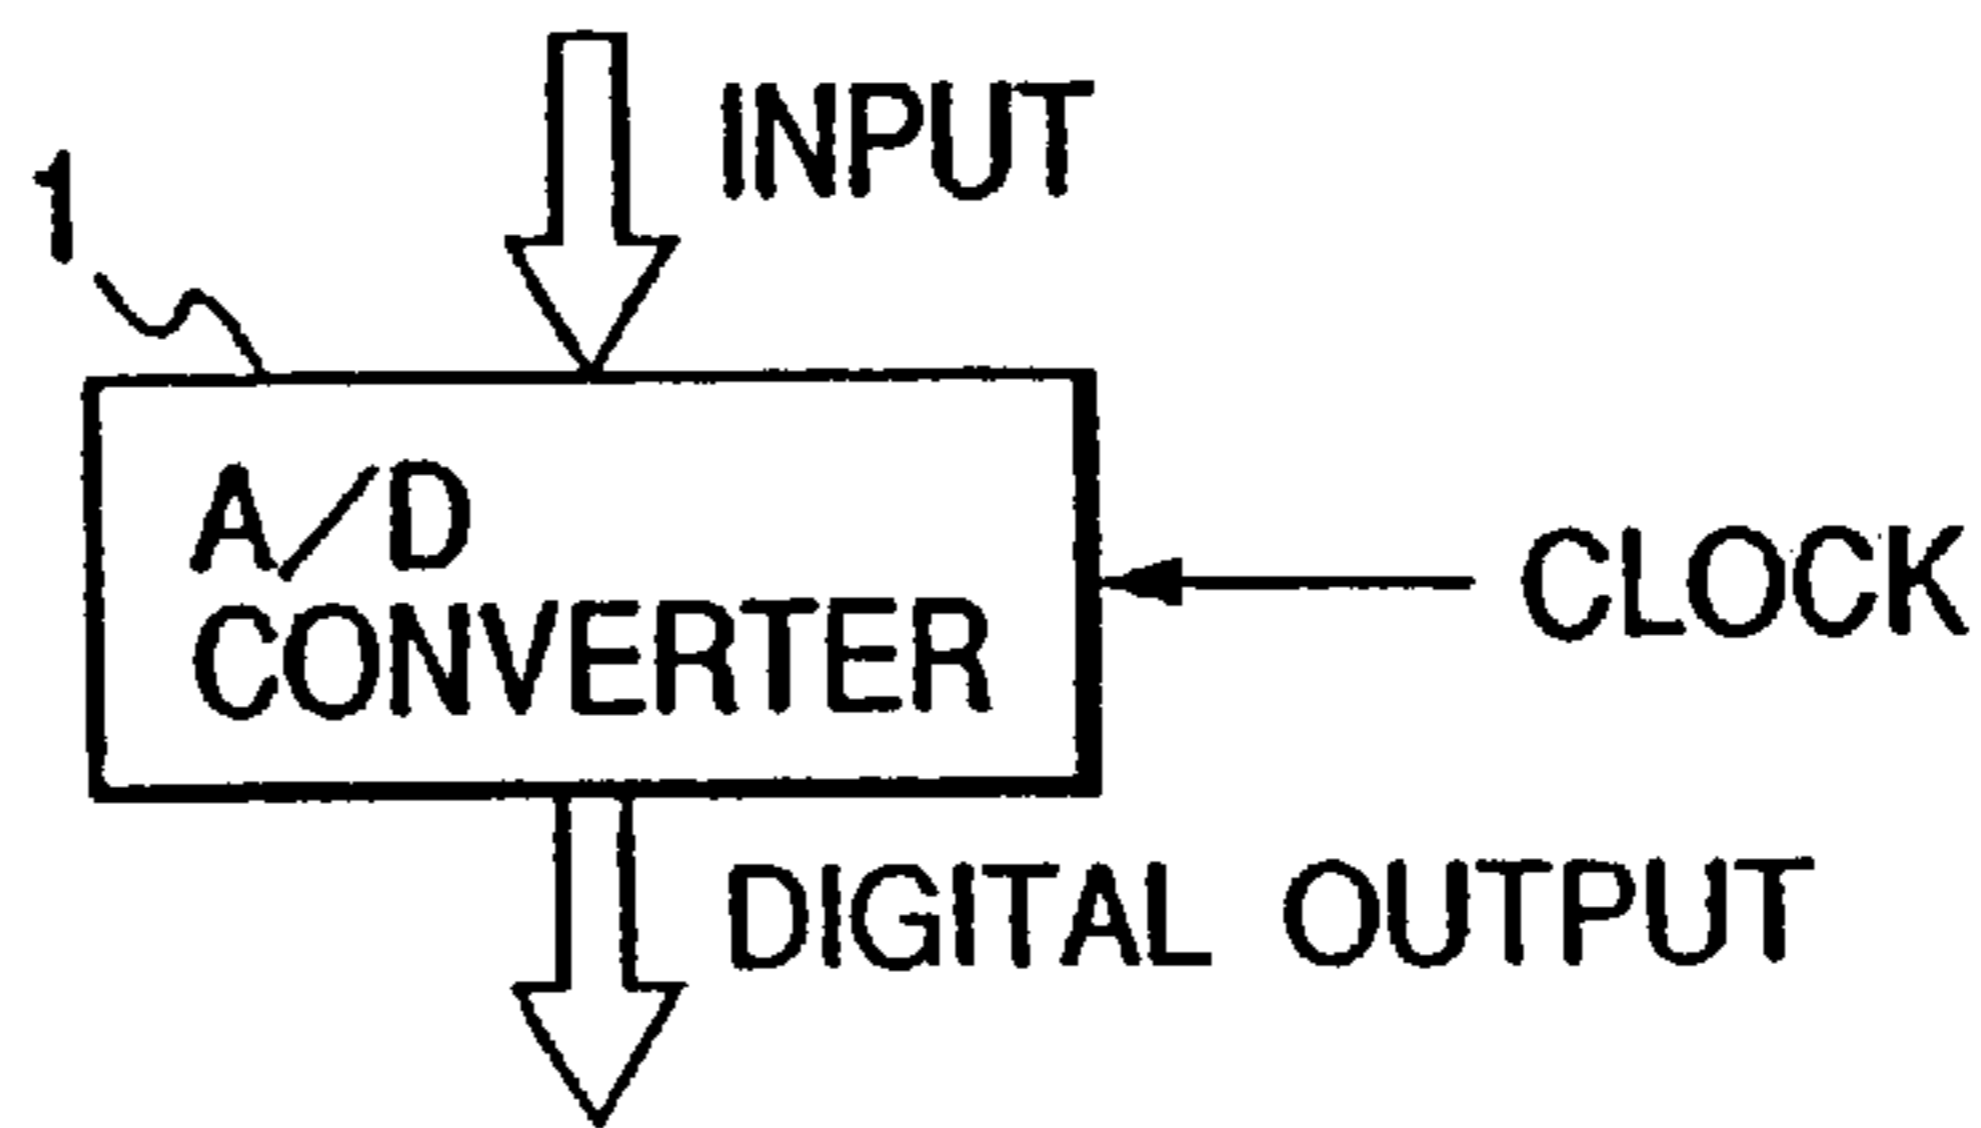 INPUT
1
A/D
CONVERTER
CLOCK
DIGITAL OUTPUT